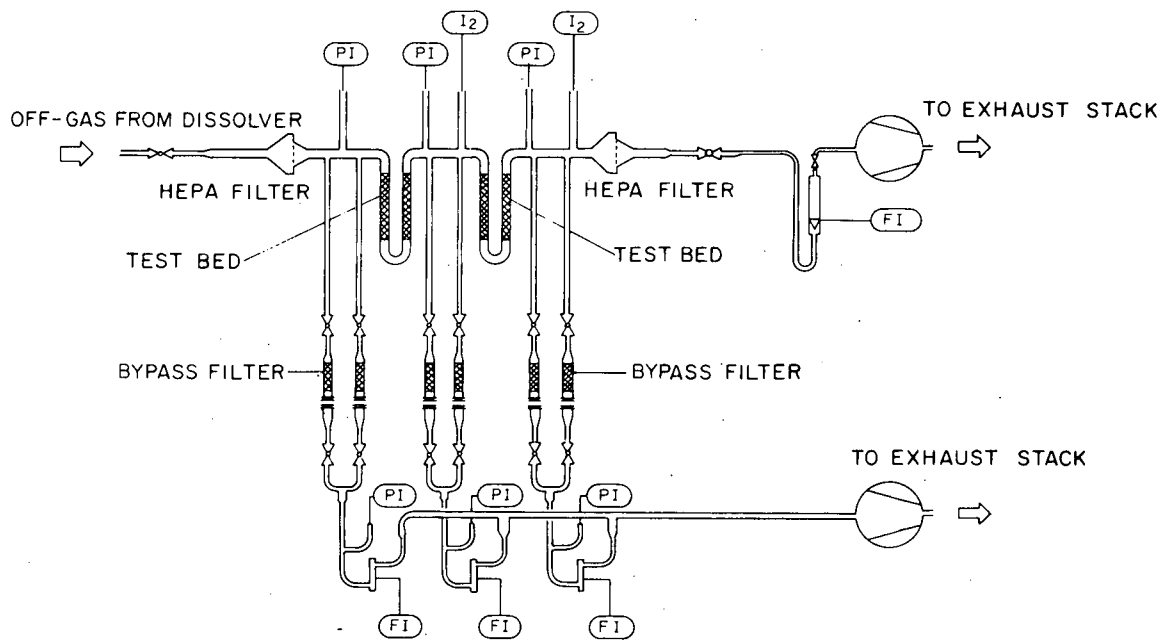 I2
I2
PI
PI
PI
OFF-GAS FROM DISSOLVER
TO EXHAUST STACK
HEPA FILTER
HEPA FILTER
FI
TEST BED
TEST BED
BYPASS FILTER
BYPASS FILTER
TO EXHAUST STACK
PI
PI
PI
FI
FI
FI